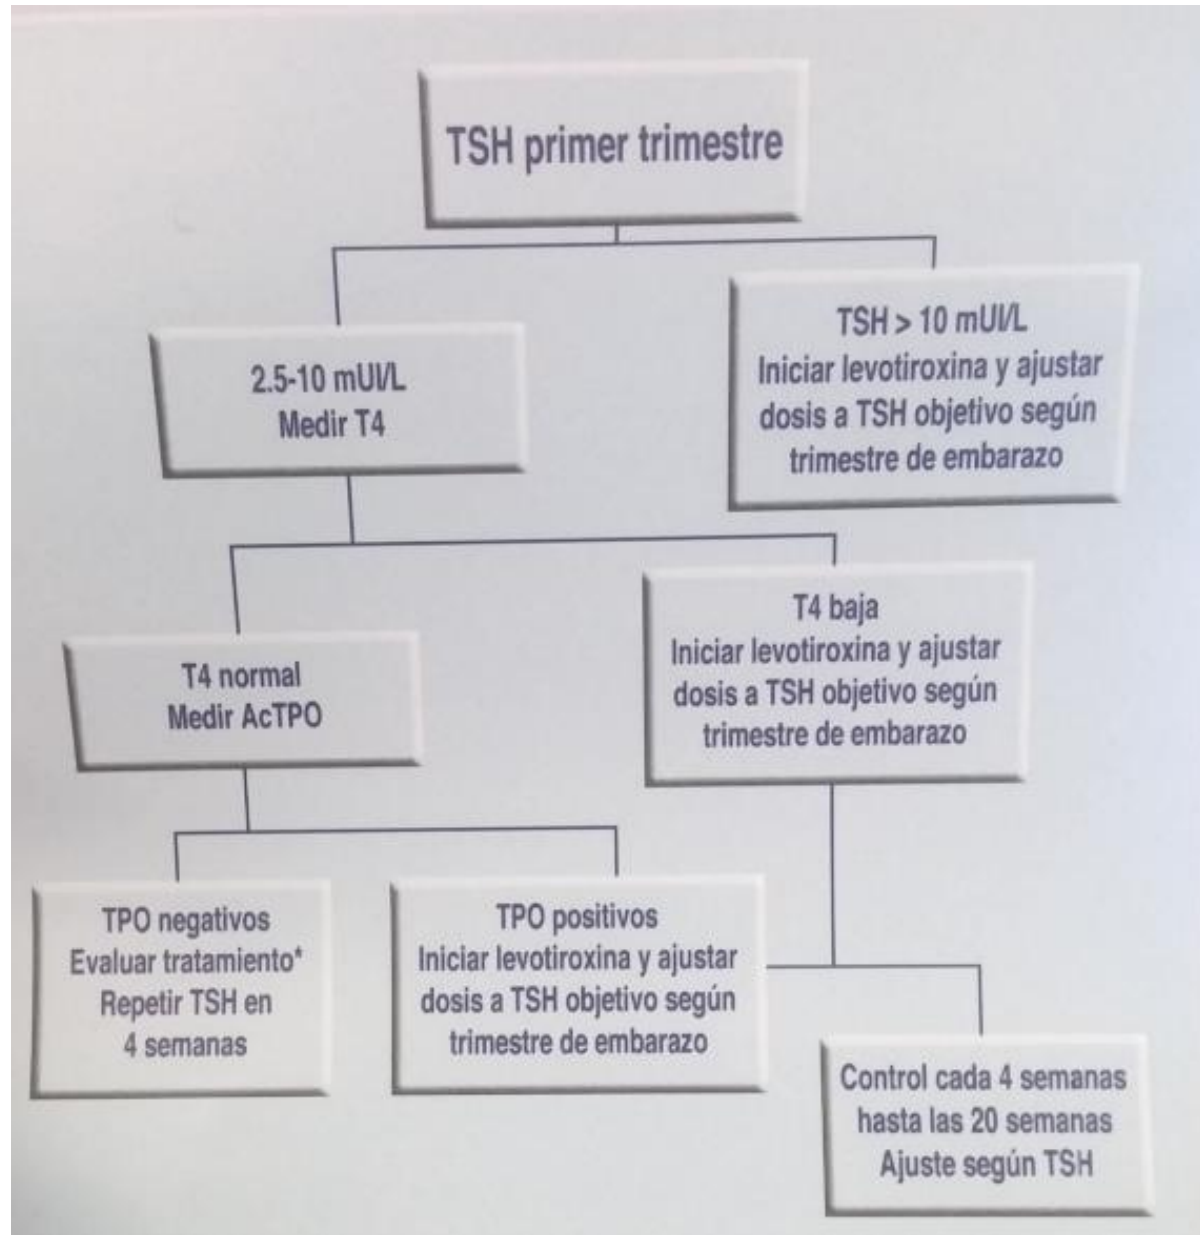 TSH primer trimestre
2.5-10 mUI/L
Medir T4
TSH > 10 mUI/L
Iniciar levotiroxina y ajustar
dosis a TSH objetivo según
trimestre de embarazo
T4 normal
Medir AcTPO
T4 baja
Iniciar levotiroxina y ajustar
dosis a TSH objetivo según
trimestre de embarazo
TPO negativos
Evaluar tratamiento*
Repetir TSH en
4 semanas
TPO positivos
Iniciar levotiroxina y ajustar
dosis a TSH objetivo según
trimestre de embarazo
Control cada 4 semanas
hasta las 20 semanas
Ajuste según TSH